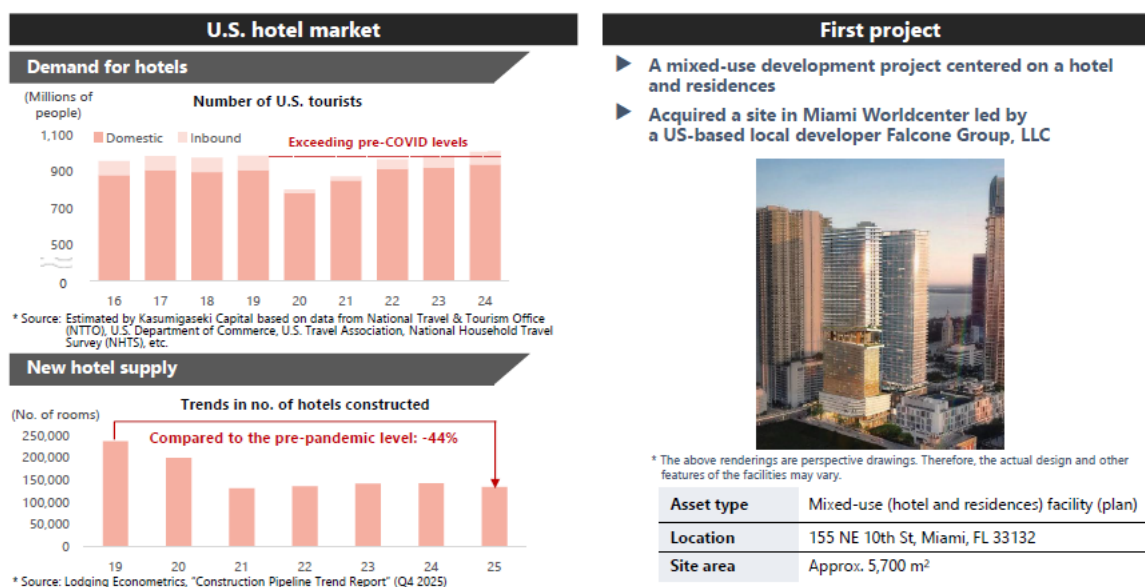 U.S. hotel market
Demand for hotels
(Millions of
people)
Number of U.S. tourists
1,100
900
700
500
0
Domestic
Inbound
Exceeding pre-COVID levels
16
17
18
19
20
21
22
23
24
* Source: Estimated by Kasumigaseki Capital based on data from National Travel & Tourism Office
(NTTO), U.S. Department of Commerce, U.S. Travel Association, National Household Travel
Survey (NHTS), etc.
New hotel supply
(No. of rooms)
Trends in no. of hotels constructed
Compared to the pre-pandemic level: -44%
250,000
200,000
150,000
100,000
50,000
0
19
20
21
22
23
24
25
* Source: Lodging Econometrics, "Construction Pipeline Trend Report" (Q4 2025)
First project
▶ A mixed-use development project centered on a hotel
and residences
▶ Acquired a site in Miami Worldcenter led by
a US-based local developer Falcone Group, LLC
* The above renderings are perspective drawings. Therefore, the actual design and other
features of the facilities may vary.
Asset type Mixed-use (hotel and residences) facility (plan)
Location 155 NE 10th St, Miami, FL 33132
Site area Approx. 5,700 m²